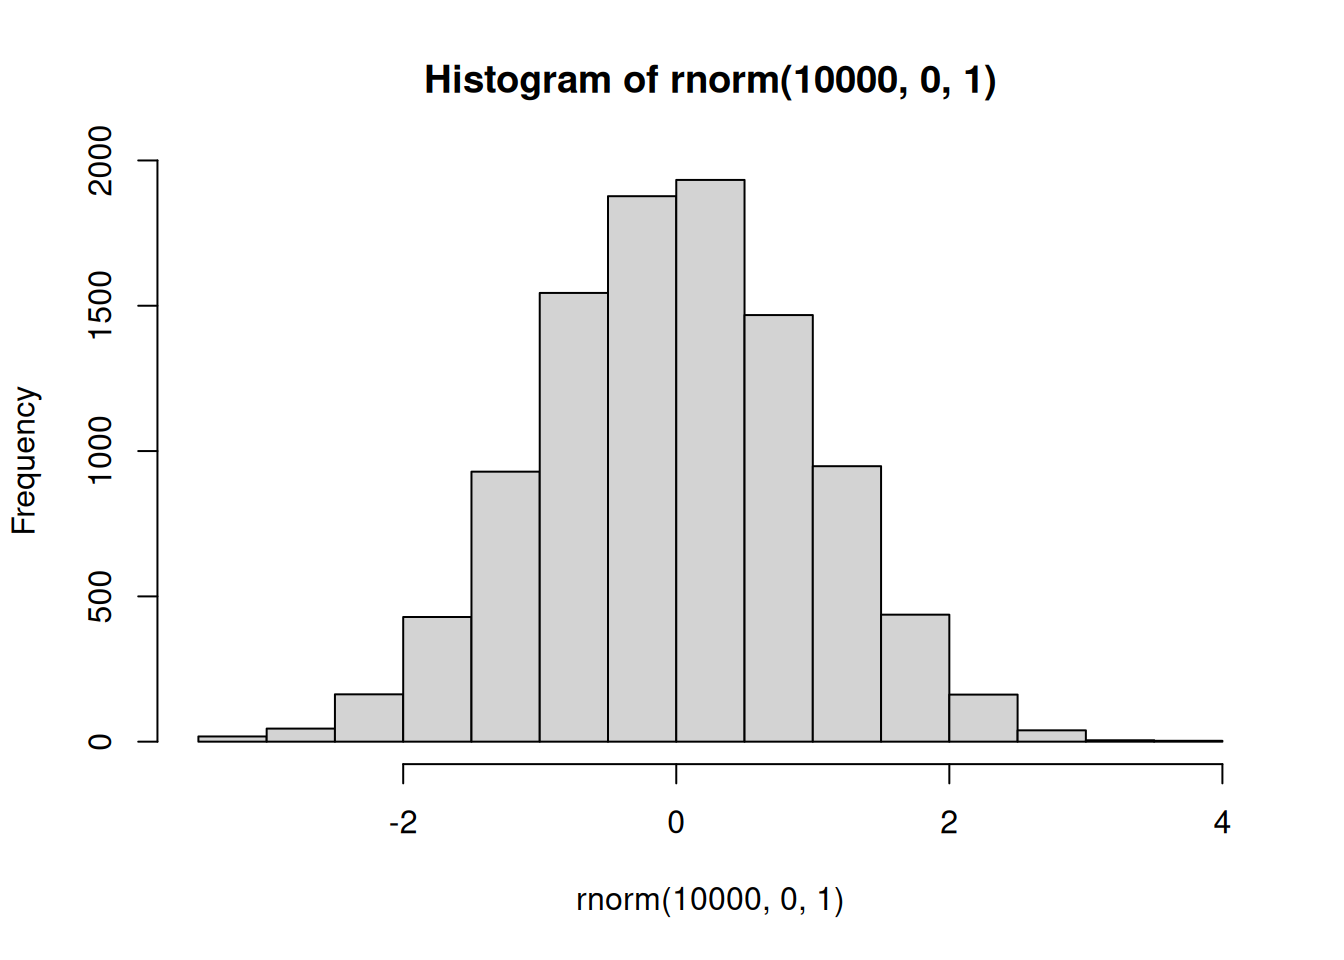 Histogram of rnorm(10000, 0, 1)
2000
1500
1000
500
0
Frequency
-2 0 2 4
rnorm(10000, 0, 1)